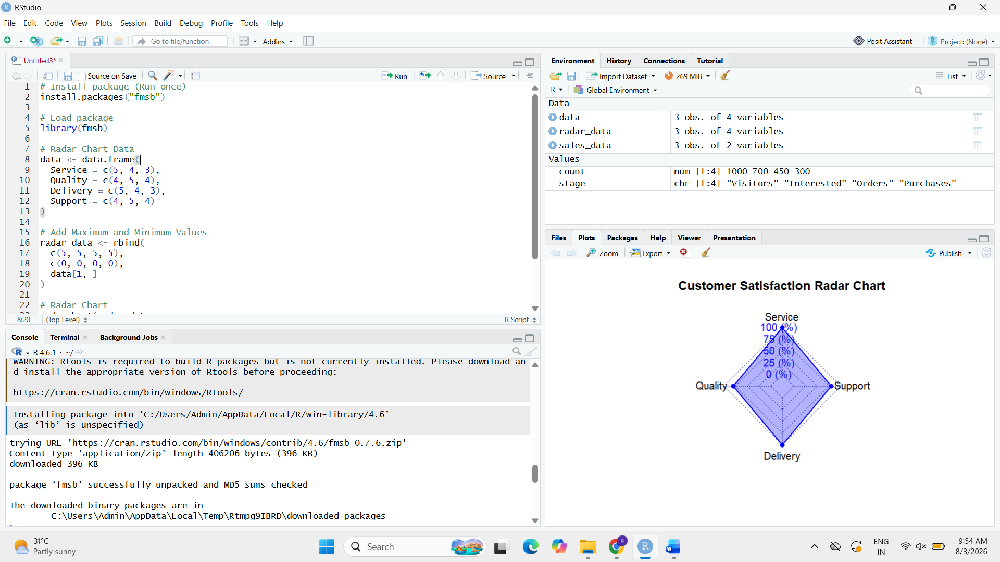 RStudio
File Edit Code View Plots Session Build Debug Profile Tools Help
Go to file/function Addins Posit Assistant Project: (None)
Untitled3*
Source on Save Run Source
1 # Install package (Run once)
2 install.packages("fmsb")
3
4 # Load package
5 library(fmsb)
6
7 # Radar Chart Data
8 data <- data.frame(
9 Service = c(5, 4, 3),
10 Quality = c(4, 5, 4),
11 Delivery = c(5, 4, 3),
12 Support = c(4, 5, 4)
13 )
14
15 # Add Maximum and Minimum Values
16 radar_data <- rbind(
17 c(5, 5, 5, 5),
18 c(0, 0, 0, 0),
19 data[1, ]
20 )
21
22 # Radar Chart
8:20 (Top Level) R Script
Console Terminal Background Jobs
R 4.6.1 · ~/
WARNING: Rtools is required to build R packages but is not currently installed. Please download an
d install the appropriate version of Rtools before proceeding:
https://cran.rstudio.com/bin/windows/Rtools/
Installing package into ‘C:/Users/Admin/AppData/Local/R/win-library/4.6’
(as ‘lib’ is unspecified)
trying URL 'https://cran.rstudio.com/bin/windows/contrib/4.6/fmsb_0.7.6.zip'
Content type 'application/zip' length 406206 bytes (396 KB)
downloaded 396 KB
package ‘fmsb’ successfully unpacked and MD5 sums checked
The downloaded binary packages are in
C:\Users\Admin\AppData\Local\Temp\Rtmpg9IBRD\downloaded_packages
>
Environment History Connections Tutorial
Import Dataset 269 MiB List
R Global Environment
Data
data 3 obs. of 4 variables
radar_data 3 obs. of 4 variables
sales_data 3 obs. of 2 variables
Values
count num [1:4] 1000 700 450 300
stage chr [1:4] "Visitors" "Interested" "Orders" "Purchases"
Files Plots Packages Help Viewer Presentation
Zoom Export Publish
Customer Satisfaction Radar Chart
Service
100 (%)
75 (%)
50 (%)
25 (%)
0 (%)
Quality Support
Delivery
31°C
Partly sunny
Search
ENG
IN
9:54 AM
8/3/2026